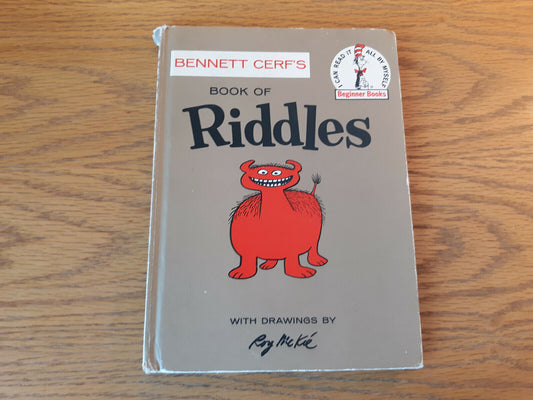 BENNETT CERF'S
BOOK OF
Riddles
I CAN READ IT ALL BY MYSELF
Beginner Books
WITH DRAWINGS BY
Roy McKie